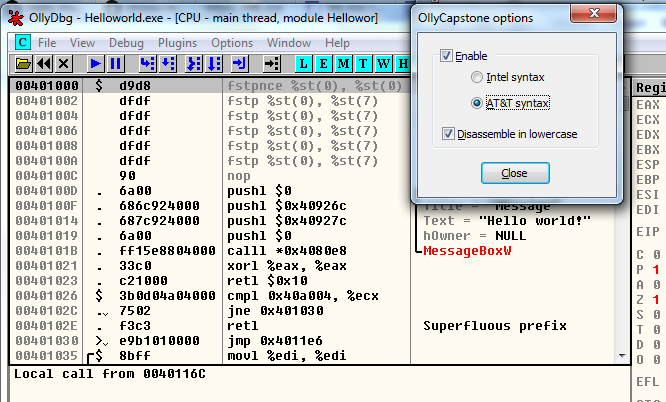 OllyDbg - Helloworld.exe - [CPU - main thread, module Hellowor]
C File View Debug Plugins Options Window Help
L E M T W H
00401000 $ d9d8 fstpnce %st(0), %st(0)
00401002 dfdf fstp %st(0), %st(7)
00401004 dfdf fstp %st(0), %st(7)
00401006 dfdf fstp %st(0), %st(7)
00401008 dfdf fstp %st(0), %st(7)
0040100A dfdf fstp %st(0), %st(7)
0040100C 90 nop
0040100D . 6a00 pushl $0
0040100F . 686c924000 pushl $0x40926c Title = "Message"
00401014 . 687c924000 pushl $0x40927c Text = "Hello world!"
00401019 . 6a00 pushl $0 hOwner = NULL
0040101B . ff15e8804000 calll *0x4080e8 MessageBoxW
00401021 . 33c0 xorl %eax, %eax
00401023 . c21000 retl $0x10
00401026 $ 3b0d04a04000 cmpl 0x40a004, %ecx
0040102C . 7502 jne 0x401030
0040102E . f3c3 retl Superfluous prefix
00401030 > e9b1010000 jmp 0x4011e6
00401035 $ 8bff movl %edi, %edi
Local call from 0040116C
OllyCapstone options
Enable
Intel syntax
AT&T syntax
Disassemble in lowercase
Close
Regi
EAX
ECX
EDX
EBX
ESP
EBP
ESI
EDI
EIP
C 0
P 1
A 0
Z 1
S 0
T 0
D 0
O 0
EFL